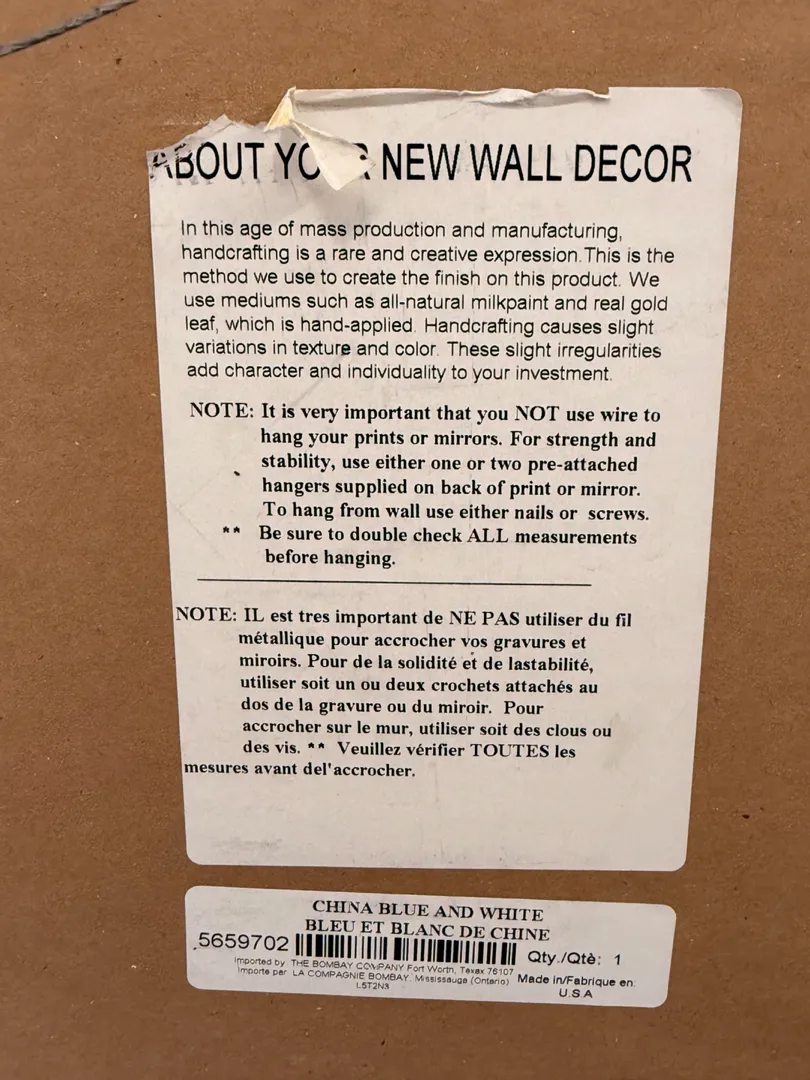 ABOUT YOUR NEW WALL DECOR
In this age of mass production and manufacturing,
handcrafting is a rare and creative expression.This is the
method we use to create the finish on this product. We
use mediums such as all-natural milkpaint and real gold
leaf, which is hand-applied. Handcrafting causes slight
variations in texture and color. These slight irregularities
add character and individuality to your investment.
NOTE: It is very important that you NOT use wire to
hang your prints or mirrors. For strength and
stability, use either one or two pre-attached
hangers supplied on back of print or mirror.
To hang from wall use either nails or screws.
** Be sure to double check ALL measurements
before hanging.
NOTE: IL est tres important de NE PAS utiliser du fil
métallique pour accrocher vos gravures et
miroirs. Pour de la solidité et de lastabilité,
utiliser soit un ou deux crochets attachés au
dos de la gravure ou du miroir. Pour
accrocher sur le mur, utiliser soit des clous ou
des vis. ** Veuillez vérifier TOUTES les
mesures avant del'accrocher.
CHINA BLUE AND WHITE
BLEU ET BLANC DE CHINE
5659702 Qty./Qtè: 1
Imported by THE BOMBAY COMPANY Fort Worth, Texas 76107
Importe par LA COMPAGNIE BOMBAY, Mississauga (Ontario)
L5T2N3
Made in/Fabrique en:
U.S.A